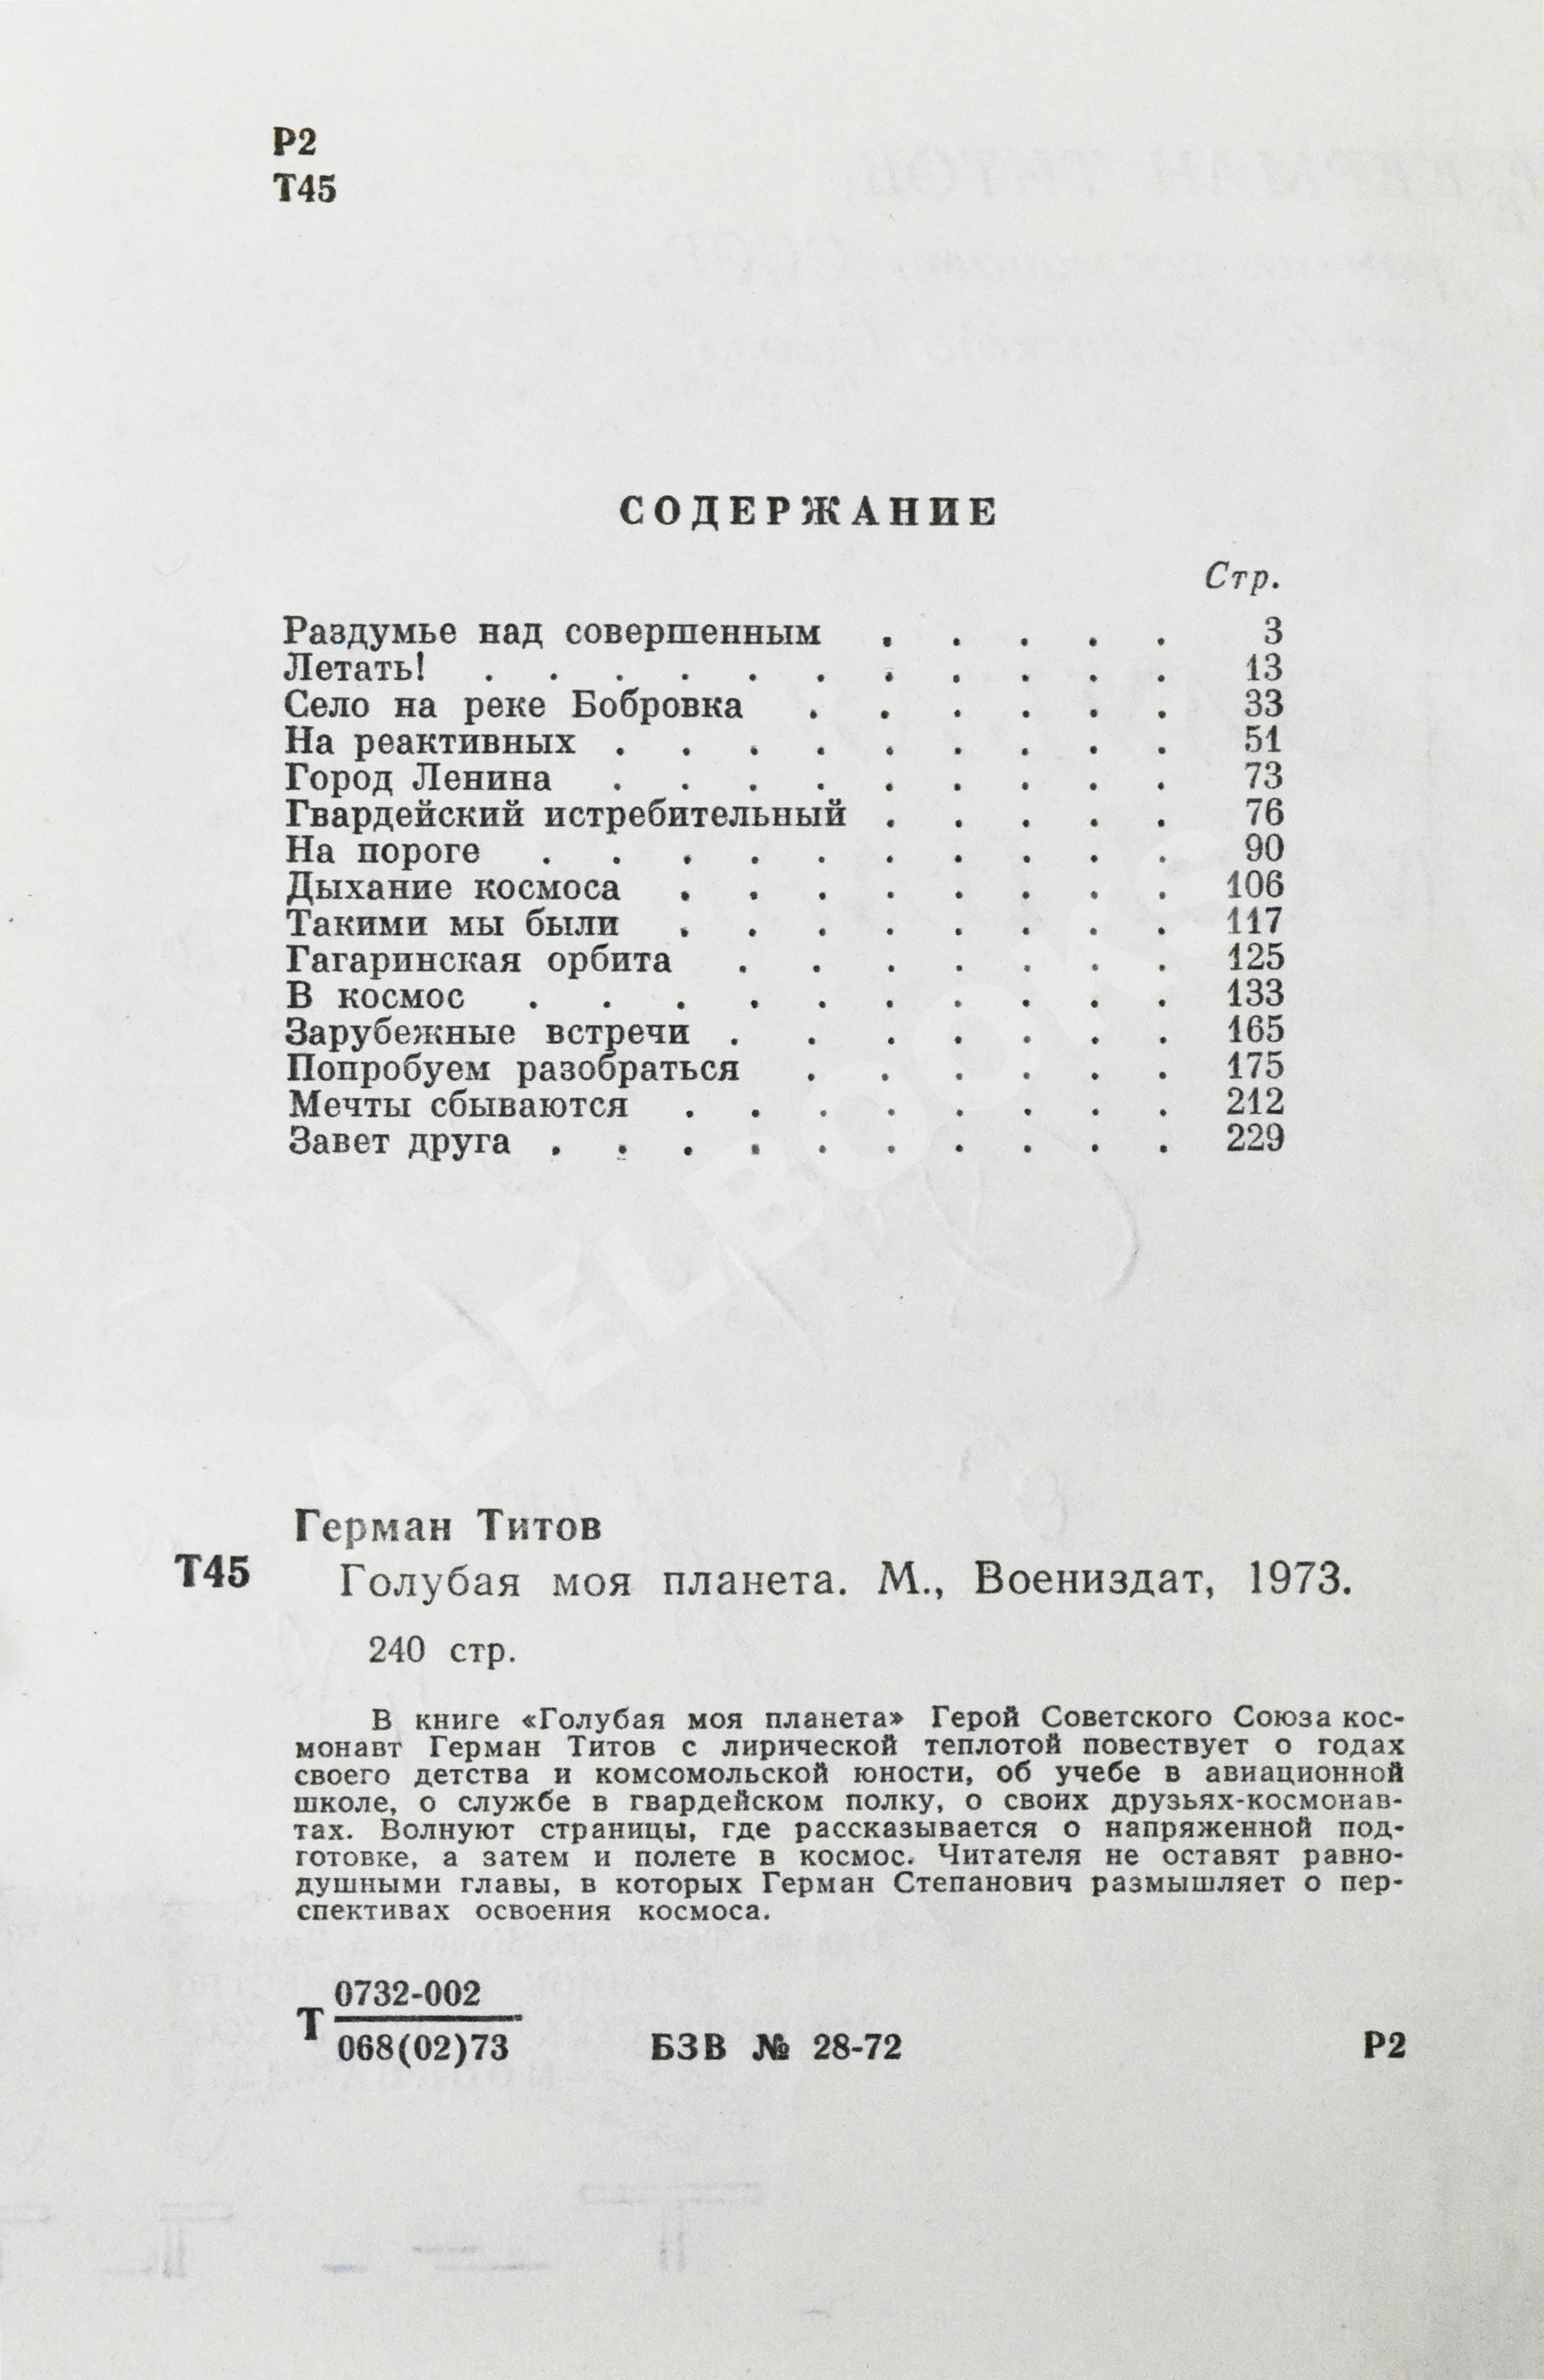 Р2
Т45
СОДЕРЖАНИЕ
Стр.
Раздумье над совершенным . . . . . 3
Летать! . . . . . . . . . . . 13
Село на реке Бобровка . . . . . . 33
На реактивных . . . . . . . . . 51
Город Ленина . . . . . . . . . 73
Гвардейский истребительный . . . . . 76
На пороге . . . . . . . . . . 90
Дыхание космоса . . . . . . . . 106
Такими мы были . . . . . . . . 117
Гагаринская орбита . . . . . . . 125
В космос . . . . . . . . . . 133
Зарубежные встречи . . . . . . . 165
Попробуем разобраться . . . . . . 175
Мечты сбываются . . . . . . . . 212
Завет друга . . . . . . . . . . 229
ABELBOOKS
Герман Титов
Т45 Голубая моя планета. М., Воениздат, 1973.
240 стр.
В книге «Голубая моя планета» Герой Советского Союза кос-
монавт Герман Титов с лирической теплотой повествует о годах
своего детства и комсомольской юности, об учебе в авиационной
школе, о службе в гвардейском полку, о своих друзьях-космонав-
тах. Волнуют страницы, где рассказывается о напряженной под-
готовке, а затем и полете в космос. Читателя не оставят равно-
душными главы, в которых Герман Степанович размышляет о пер-
спективах освоения космоса.
0732-002
Т
068(02)73 БЗВ № 28-72 Р2